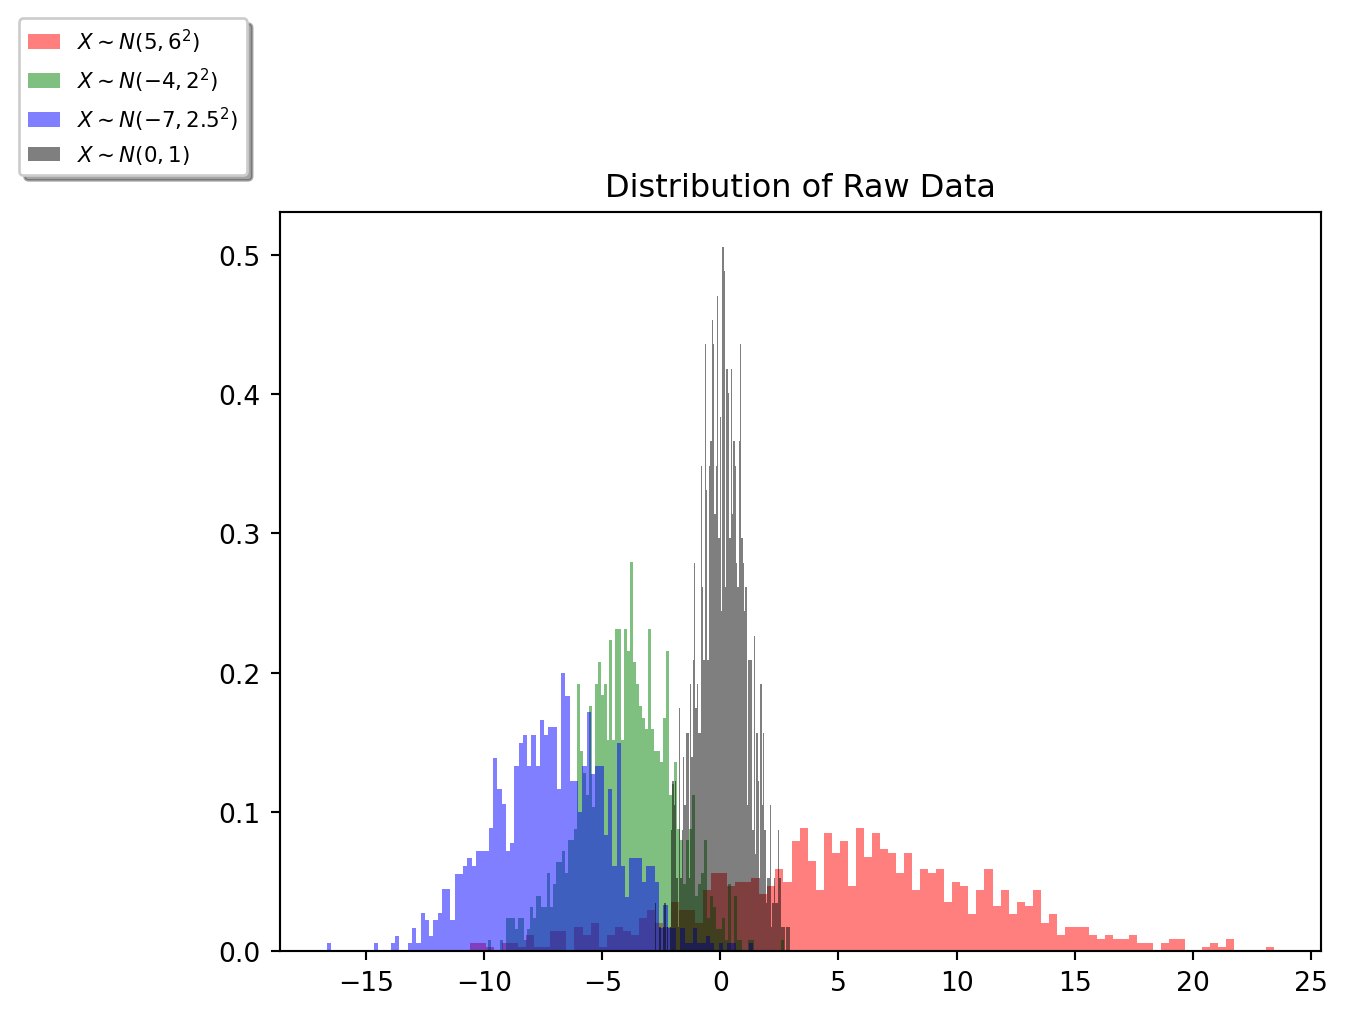 X ~ N(5, 6²)
X ~ N(−4, 2²)
X ~ N(−7, 2.5²)
X ~ N(0, 1)
Distribution of Raw Data
0.5
0.4
0.3
0.2
0.1
0.0
−15 −10 −5 0 5 10 15 20 25